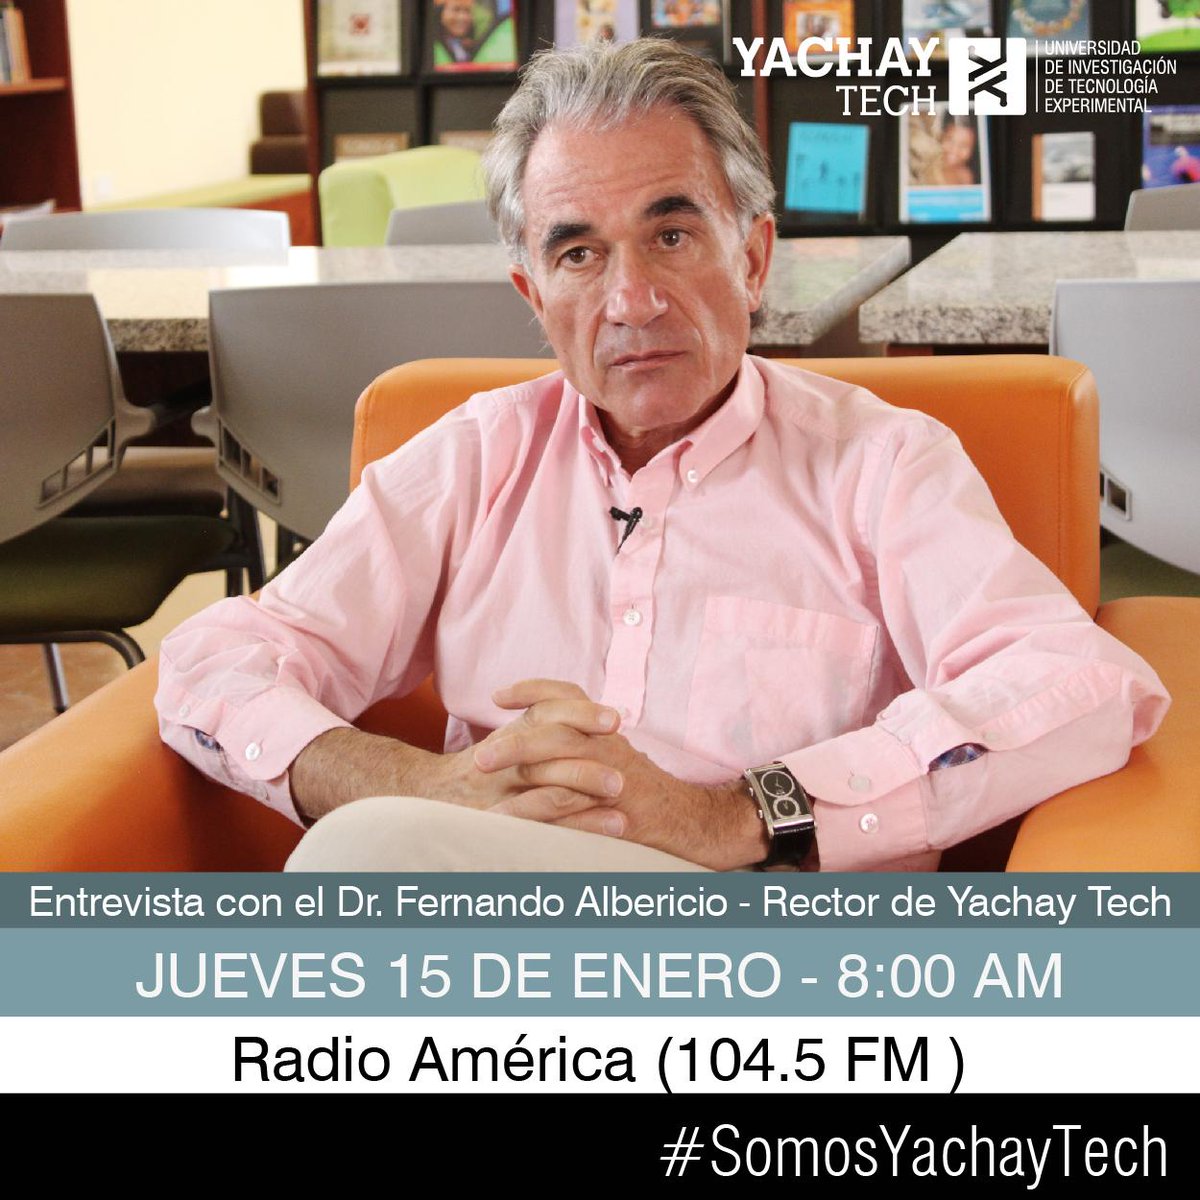 YACHAY
TECH
UNIVERSIDAD
DE INVESTIGACIÓN
DE TECNOLOGÍA
EXPERIMENTAL
Entrevista con el Dr. Fernando Albericio - Rector de Yachay Tech
JUEVES 15 DE ENERO - 8:00 AM
Radio América (104.5 FM )
#SomosYachayTech